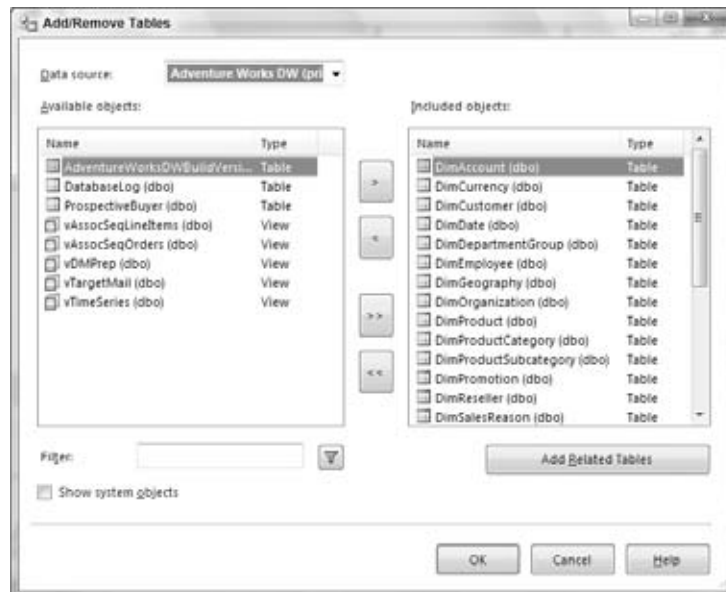 Add/Remove Tables
Data source: Adventure Works DW (pri
Available objects:
Name Type
AdventureWorksDWBuildVersi... Table
DatabaseLog (dbo) Table
ProspectiveBuyer (dbo) Table
vAssocSeqLineItems (dbo) View
vAssocSeqOrders (dbo) View
vDMPrep (dbo) View
vTargetMail (dbo) View
vTimeSeries (dbo) View
>
<
>>
<<
Included objects:
Name Type
DimAccount (dbo) Table
DimCurrency (dbo) Table
DimCustomer (dbo) Table
DimDate (dbo) Table
DimDepartmentGroup (dbo) Table
DimEmployee (dbo) Table
DimGeography (dbo) Table
DimOrganization (dbo) Table
DimProduct (dbo) Table
DimProductCategory (dbo) Table
DimProductSubcategory (dbo) Table
DimPromotion (dbo) Table
DimReseller (dbo) Table
DimSalesReason (dbo) Table
Filter:
Add Related Tables
Show system objects
OK Cancel Help